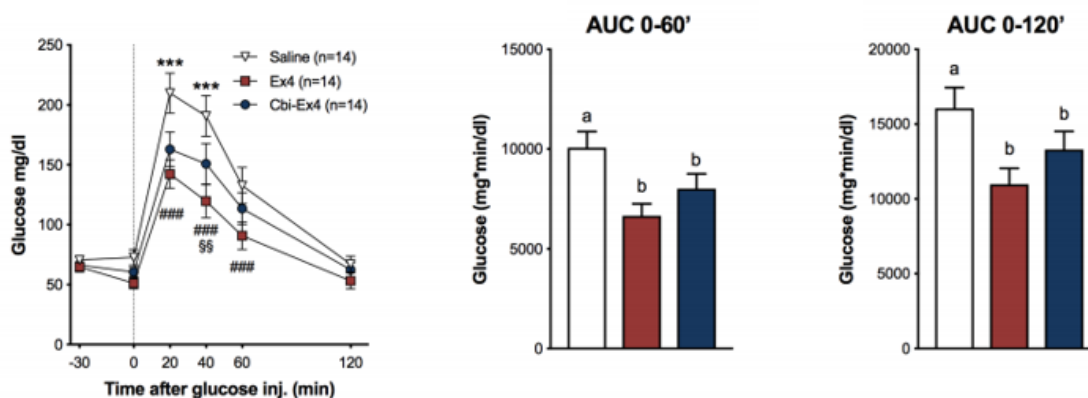 250
200
150
100
50
0
Glucose mg/dl
Saline (n=14)
Ex4 (n=14)
Cbi-Ex4 (n=14)
***
***
###
###
§§
###
-30 0 20 40 60 120
Time after glucose inj. (min)
AUC 0-60'
15000
10000
5000
0
Glucose (mg*min/dl)
a
b
b
AUC 0-120'
20000
15000
10000
5000
0
Glucose (mg*min/dl)
a
b
b